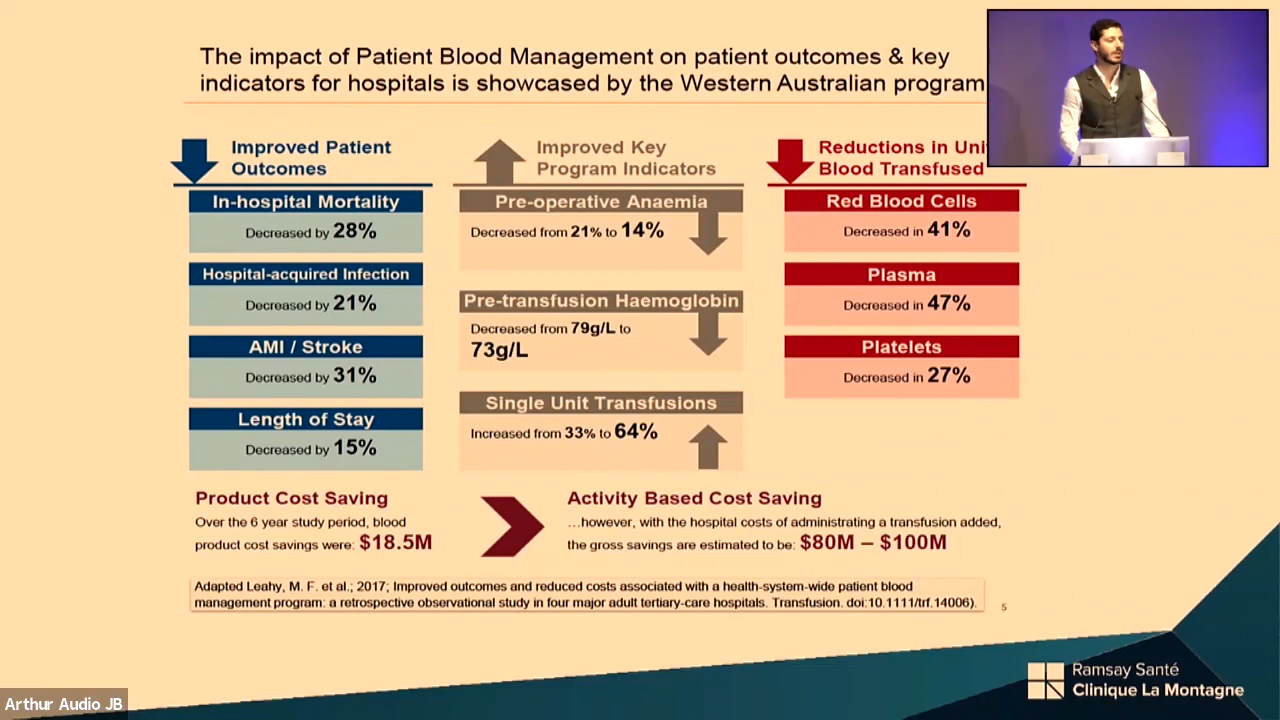 The impact of Patient Blood Management on patient outcomes & key
indicators for hospitals is showcased by the Western Australian program
Improved Patient
Outcomes
In-hospital Mortality
Decreased by 28%
Hospital-acquired Infection
Decreased by 21%
AMI / Stroke
Decreased by 31%
Length of Stay
Decreased by 15%
Improved Key
Program Indicators
Pre-operative Anaemia
Decreased from 21% to 14%
Pre-transfusion Haemoglobin
Decreased from 79g/L to
73g/L
Single Unit Transfusions
Increased from 33% to 64%
Reductions in
Blood Transfused
Red Blood Cells
Decreased in 41%
Plasma
Decreased in 47%
Platelets
Decreased in 27%
Product Cost Saving
Over the 6 year study period, blood
product cost savings were: $18.5M
Activity Based Cost Saving
…however, with the hospital costs of administrating a transfusion added,
the gross savings are estimated to be: $80M – $100M
Adapted Leahy, M. F. et al.; 2017; Improved outcomes and reduced costs associated with a health-system-wide patient blood
management program: a retrospective observational study in four major adult tertiary-care hospitals. Transfusion. doi:10.1111/trf.14006).
5
Ramsay Santé
Clinique La Montagne
Arthur Audio JB